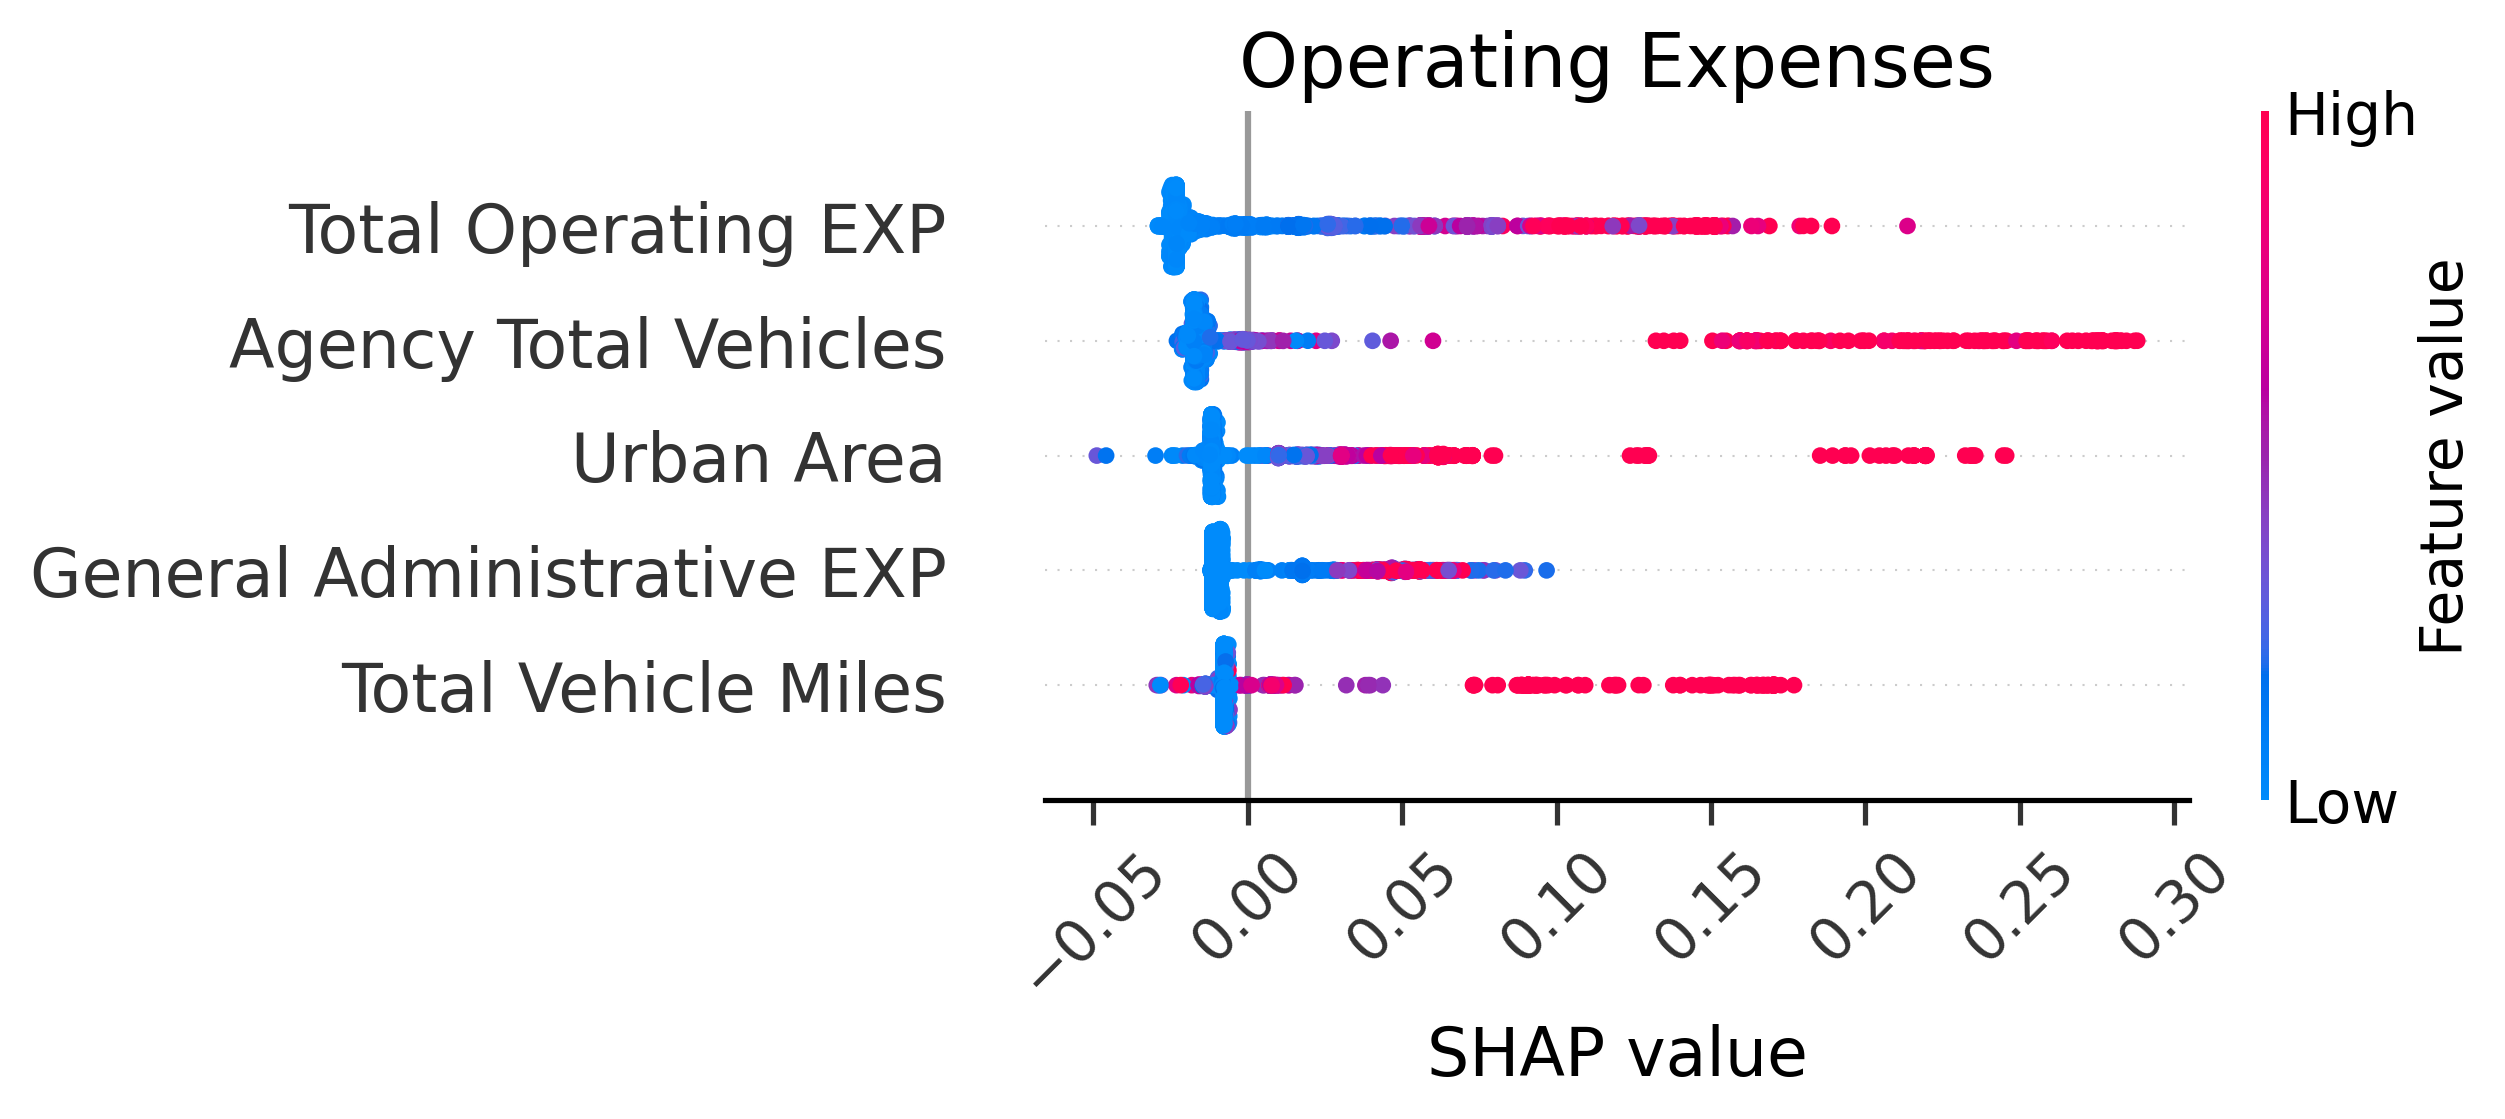 Operating Expenses
High
Total Operating EXP
Agency Total Vehicles
Urban Area
General Administrative EXP
Total Vehicle Miles
Feature value
Low
−0.05
0.00
0.05
0.10
0.15
0.20
0.25
0.30
SHAP value